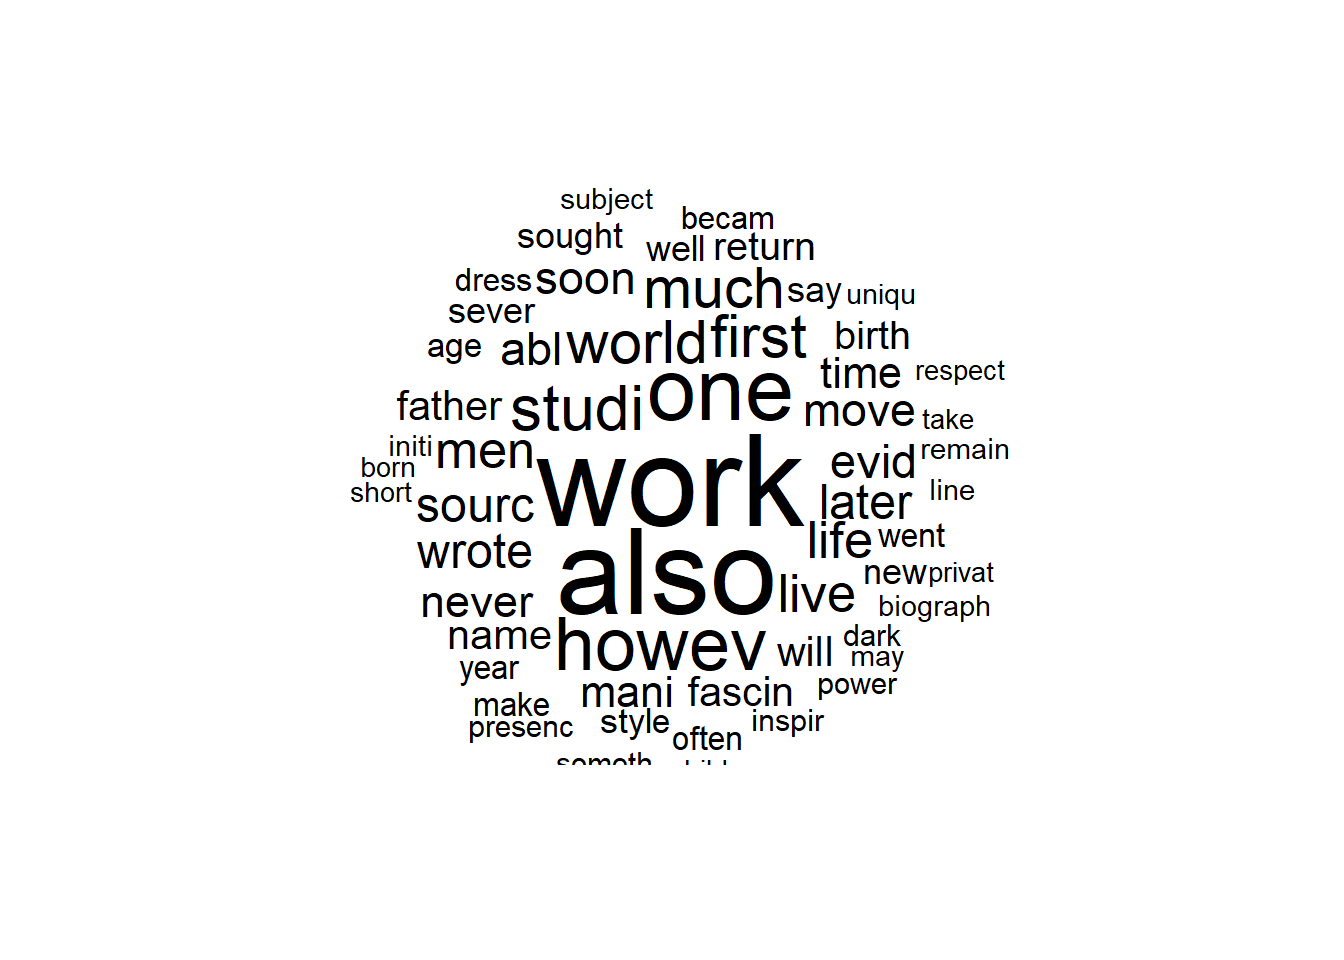 subject
becam
sought
well return
dress soon much say uniqu
sever
age abl world first birth
time respect
father studi one move take
initi men evid remain
born
short sourc work later line
wrote life went
new privat
never also live biograph
name howev will dark
year may
make mani fascin power
presenc style often inspir